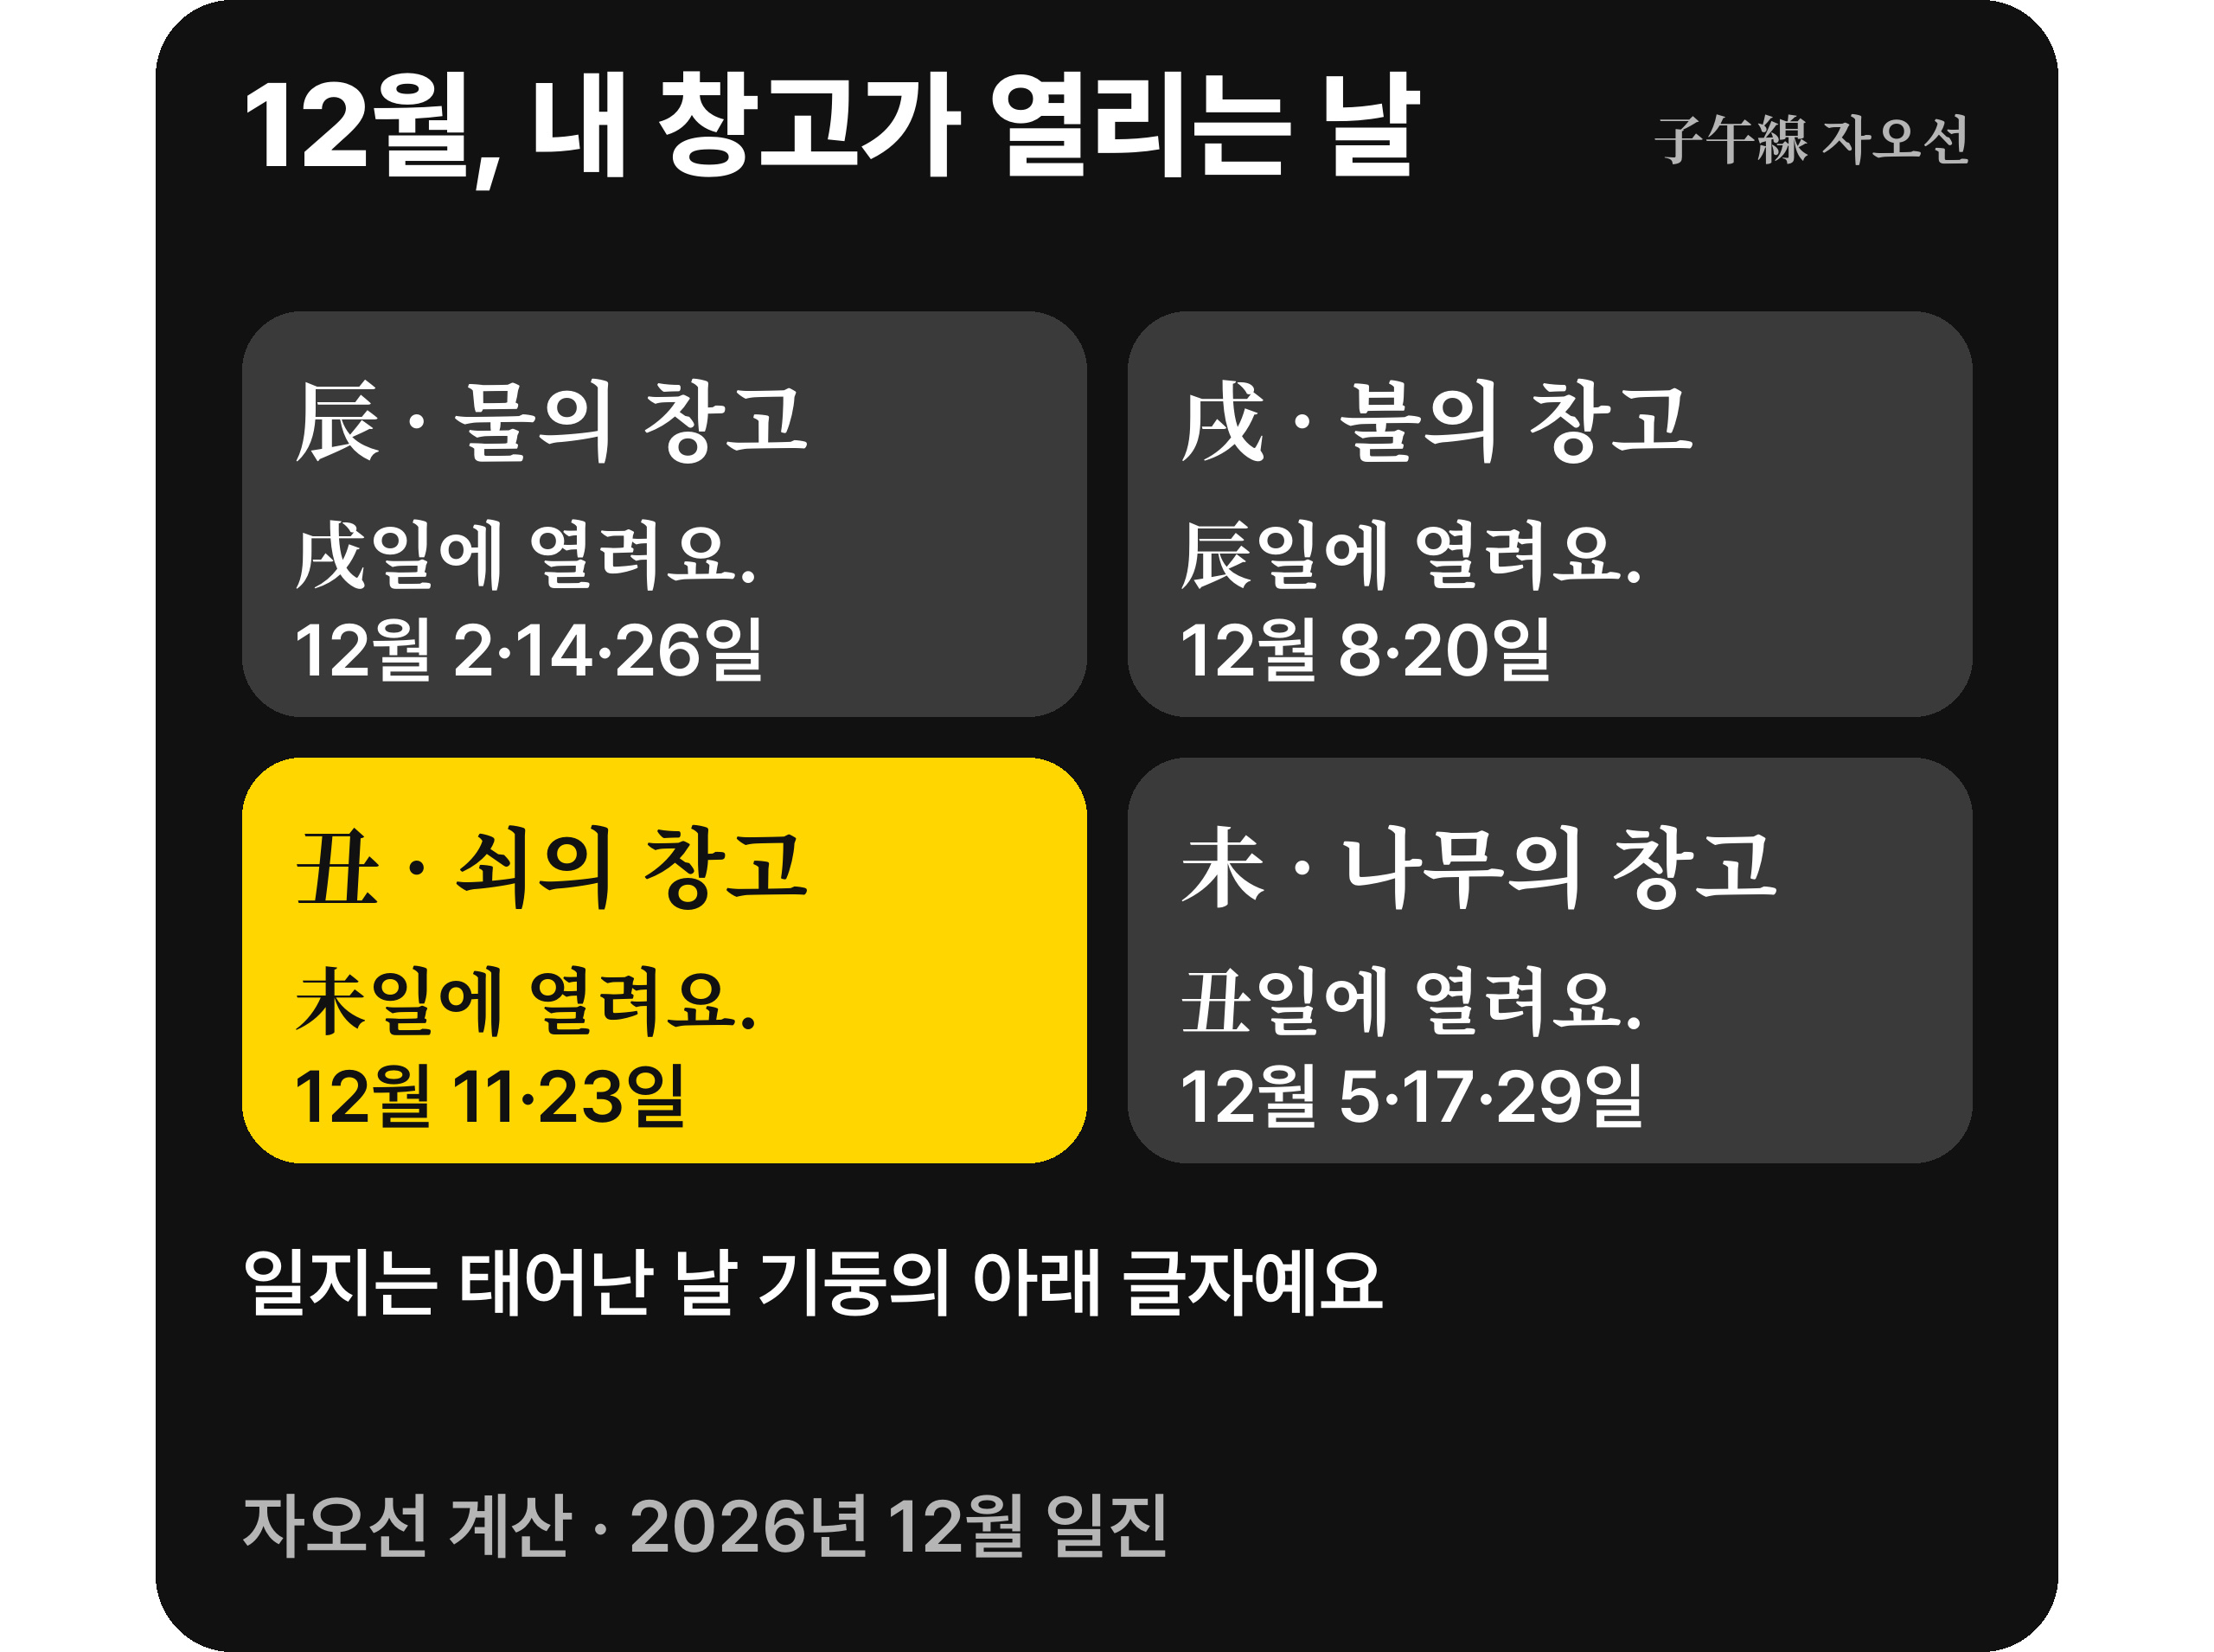 12월, 내 창고가 열리는 날
子午線 자오선
辰 · 물의 창고
戌일에 열려요.
12월 2·14·26일
戌 · 불의 창고
辰일에 열려요.
12월 8·20일
丑 · 쇠의 창고
未일에 열려요.
12월 11·23일
未 · 나무의 창고
丑일에 열려요.
12월 5·17·29일
일지는 태어난 날 기둥의 아래 글자예요
자오선 계산 · 2026년 12월 일진